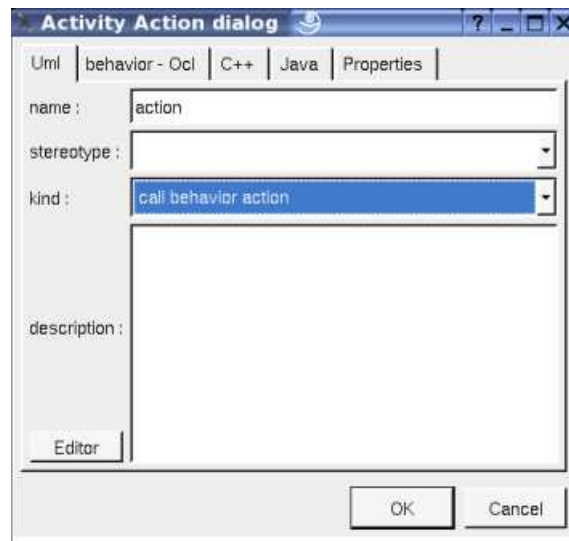 Activity Action dialog
Uml behavior - Ocl C++ Java Properties
name : action
stereotype :
kind : call behavior action
description :
Editor
OK Cancel